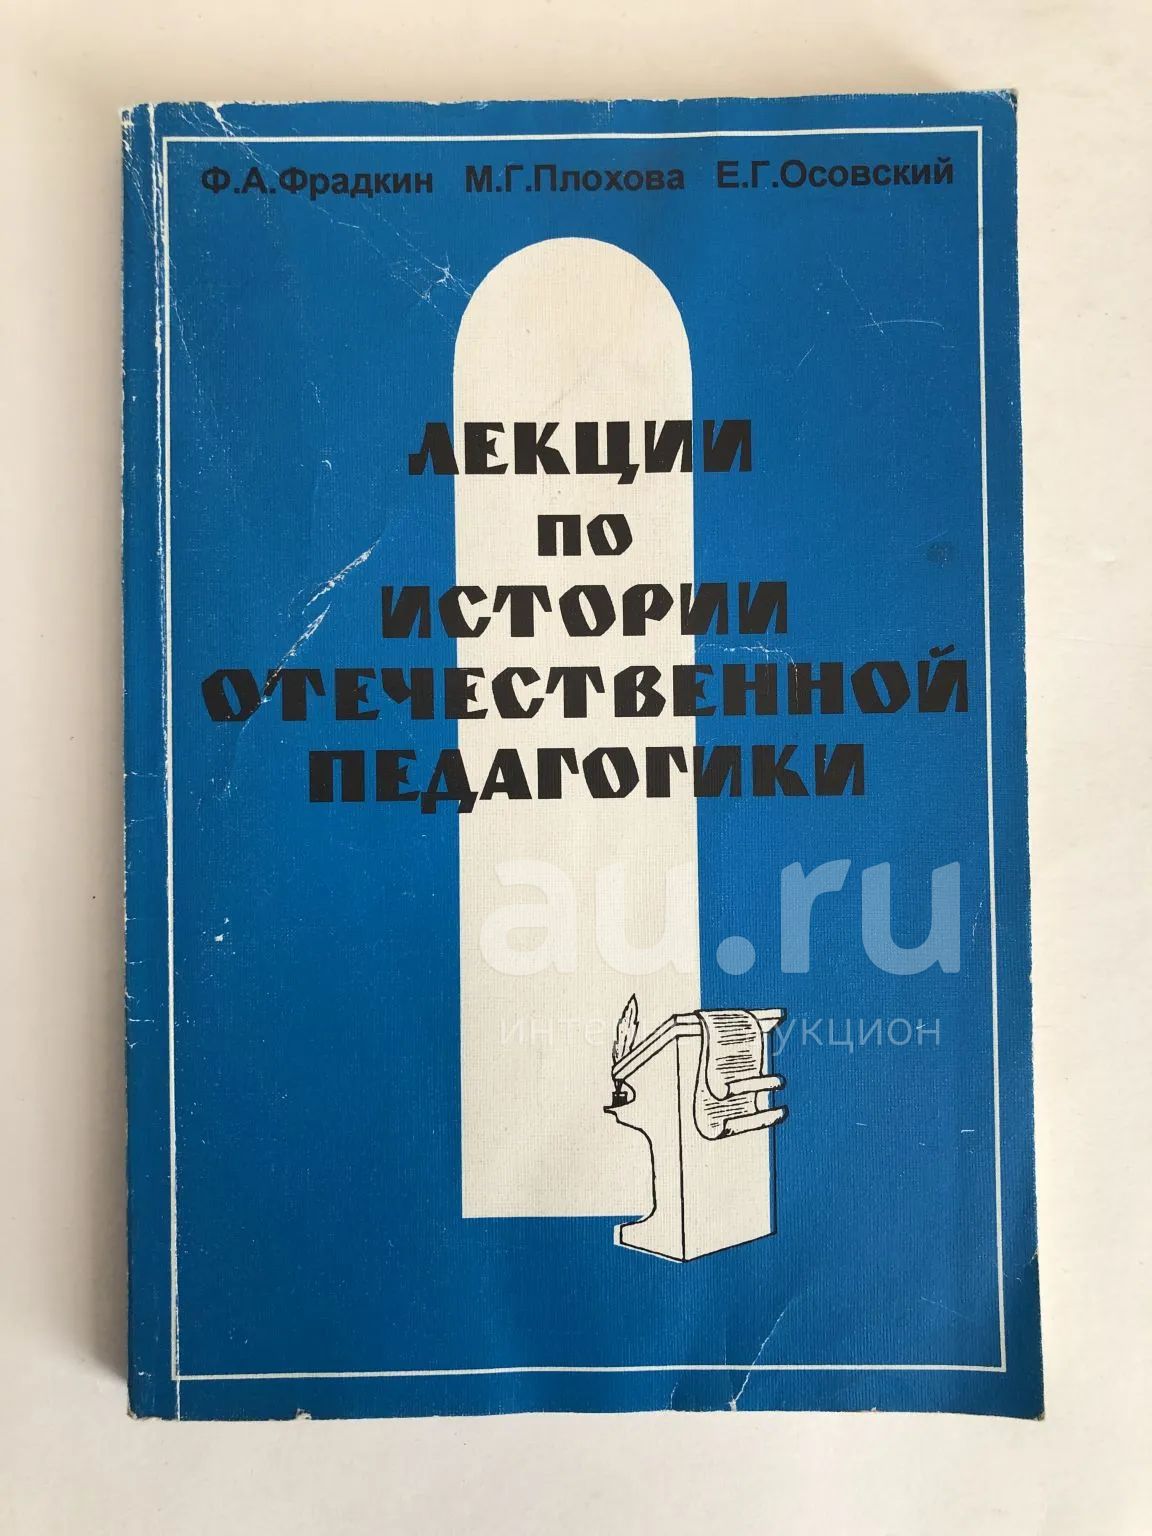 Ф.А.Фрадкин М.Г.Плохова Е.Г.Осовский
ЛЕКЦИИ
ПО
ИСТОРИИ
ОТЕЧЕСТВЕННОЙ
ПЕДАГОГИКИ
au.ru